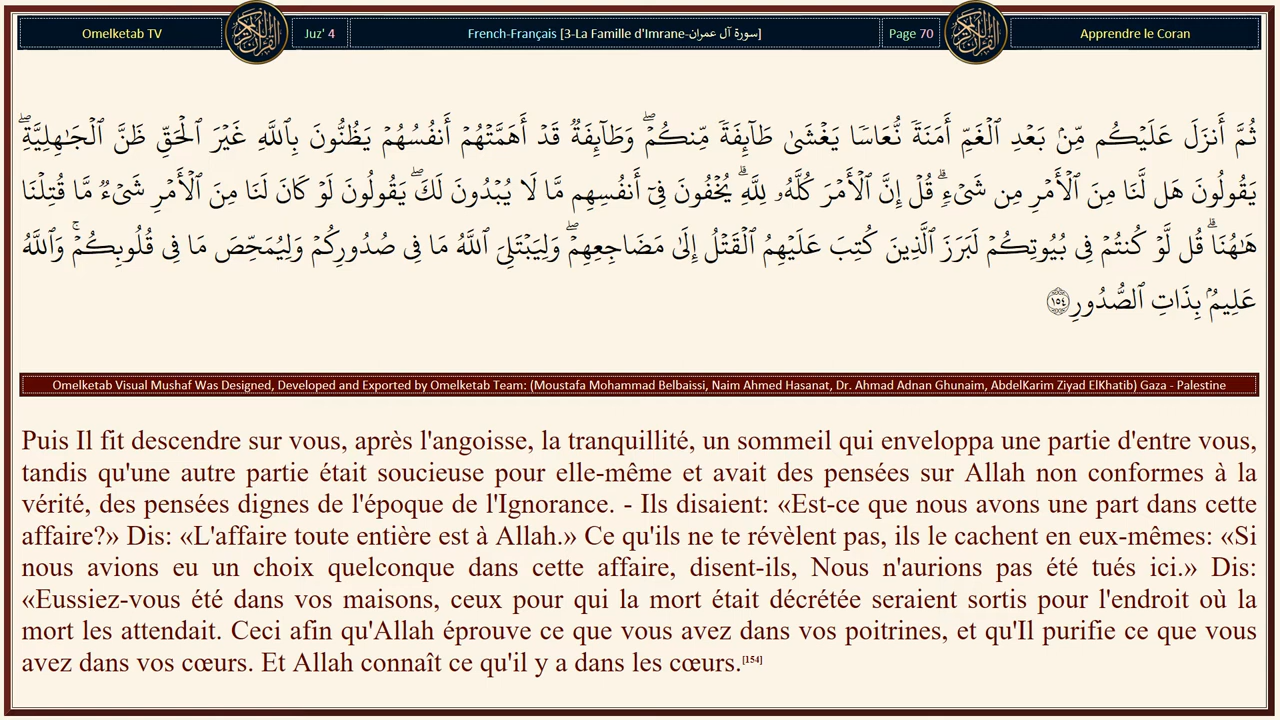 Omelketab TV
Juz' 4
French-Français [3-La Famille d'Imrane-سورة آل عمران]
Page 70
Apprendre le Coran
ثُمَّ أَنزَلَ عَلَيْكُم مِّنۢ بَعْدِ ٱلْغَمِّ أَمَنَةً نُّعَاسًا يَغْشَىٰ طَآئِفَةً مِّنكُمْ ۖ وَطَآئِفَةٌ قَدْ أَهَمَّتْهُمْ أَنفُسُهُمْ يَظُنُّونَ بِٱللَّهِ غَيْرَ ٱلْحَقِّ ظَنَّ ٱلْجَٰهِلِيَّةِ ۖ
يَقُولُونَ هَل لَّنَا مِنَ ٱلْأَمْرِ مِن شَىْءٍ ۗ قُلْ إِنَّ ٱلْأَمْرَ كُلَّهُۥ لِلَّهِ ۗ يُخْفُونَ فِىٓ أَنفُسِهِم مَّا لَا يُبْدُونَ لَكَ ۖ يَقُولُونَ لَوْ كَانَ لَنَا مِنَ ٱلْأَمْرِ شَىْءٌ مَّا قُتِلْنَا
هَٰهُنَا ۗ قُل لَّوْ كُنتُمْ فِى بُيُوتِكُمْ لَبَرَزَ ٱلَّذِينَ كُتِبَ عَلَيْهِمُ ٱلْقَتْلُ إِلَىٰ مَضَاجِعِهِمْ ۖ وَلِيَبْتَلِىَ ٱللَّهُ مَا فِى صُدُورِكُمْ وَلِيُمَحِّصَ مَا فِى قُلُوبِكُمْ ۗ وَٱللَّهُ
عَلِيمٌۢ بِذَاتِ ٱلصُّدُورِ ١٥٤
Omelketab Visual Mushaf Was Designed, Developed and Exported by Omelketab Team: (Moustafa Mohammad Belbaissi, Naim Ahmed Hasanat, Dr. Ahmad Adnan Ghunaim, AbdelKarim Ziyad ElKhatib) Gaza - Palestine
Puis Il fit descendre sur vous, après l'angoisse, la tranquillité, un sommeil qui enveloppa une partie d'entre vous,
tandis qu'une autre partie était soucieuse pour elle-même et avait des pensées sur Allah non conformes à la
vérité, des pensées dignes de l'époque de l'Ignorance. - Ils disaient: «Est-ce que nous avons une part dans cette
affaire?» Dis: «L'affaire toute entière est à Allah.» Ce qu'ils ne te révèlent pas, ils le cachent en eux-mêmes: «Si
nous avions eu un choix quelconque dans cette affaire, disent-ils, Nous n'aurions pas été tués ici.» Dis:
«Eussiez-vous été dans vos maisons, ceux pour qui la mort était décrétée seraient sortis pour l'endroit où la
mort les attendait. Ceci afin qu'Allah éprouve ce que vous avez dans vos poitrines, et qu'Il purifie ce que vous
avez dans vos cœurs. Et Allah connaît ce qu'il y a dans les cœurs.[154]